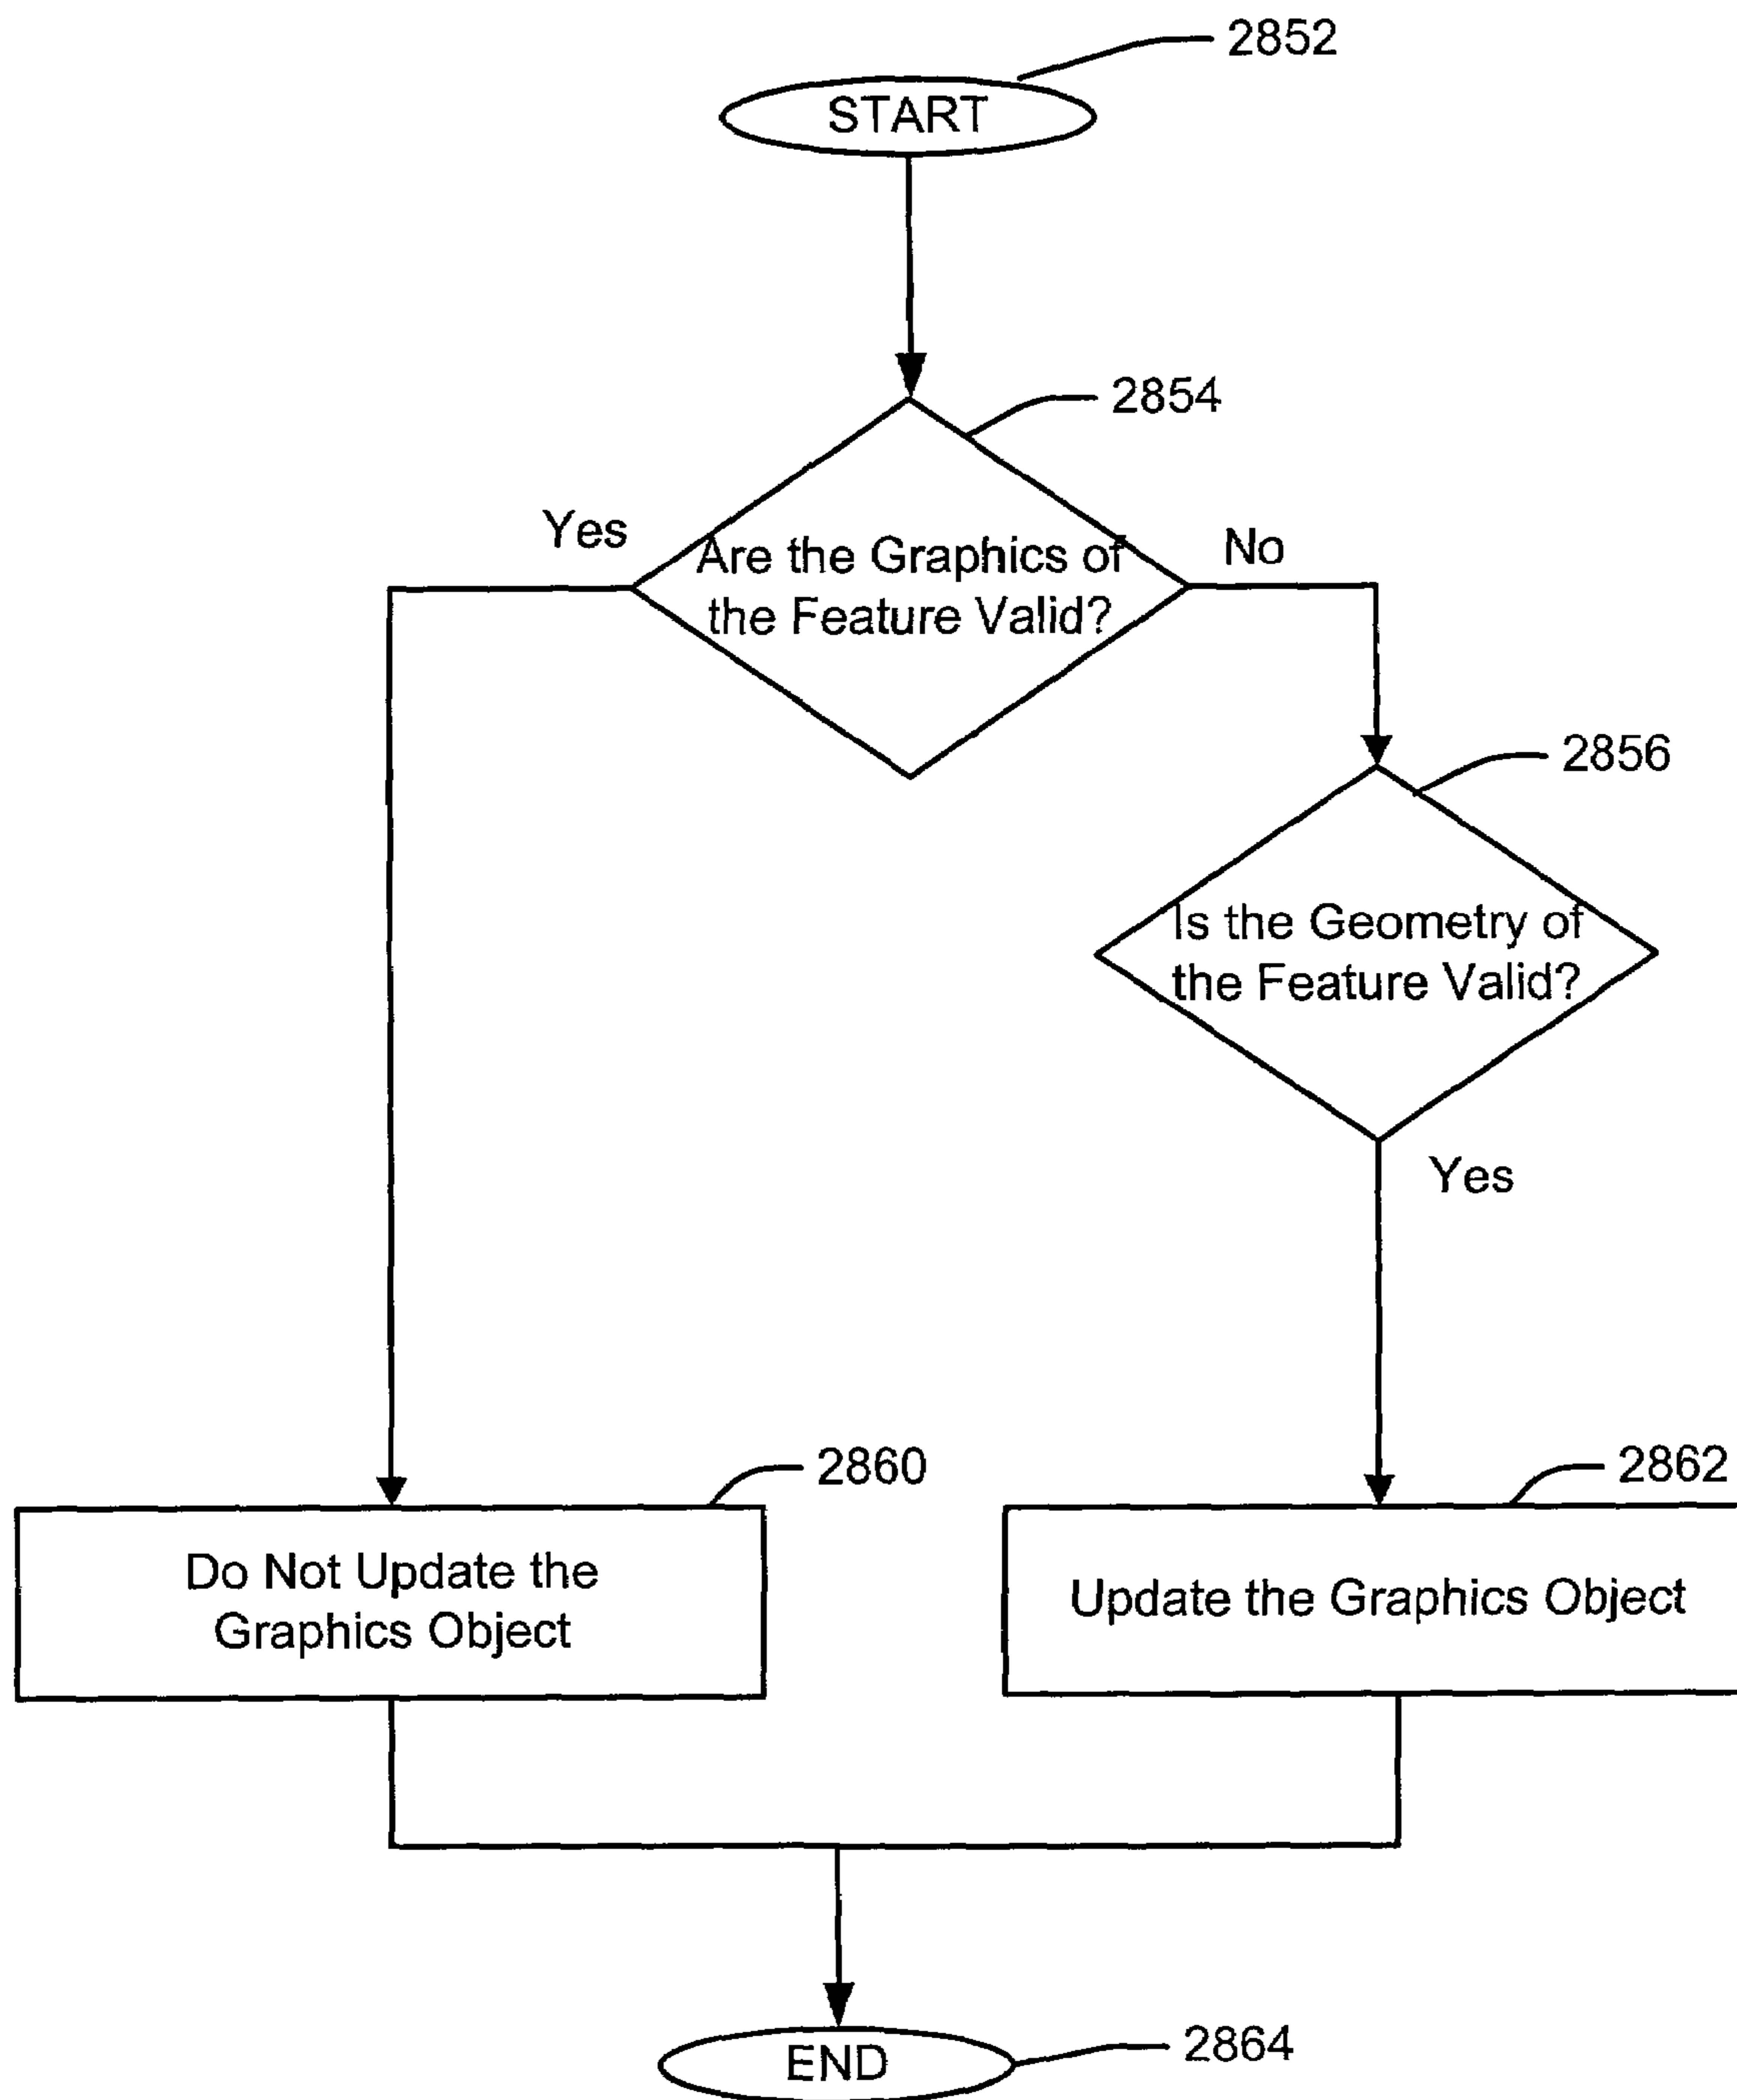 2852
START
2854
Yes
No
Are the Graphics of
the Feature Valid?
2856
Is the Geometry of
the Feature Valid?
Yes
2860
2862
Do Not Update the
Graphics Object
Update the Graphics Object
2864
END